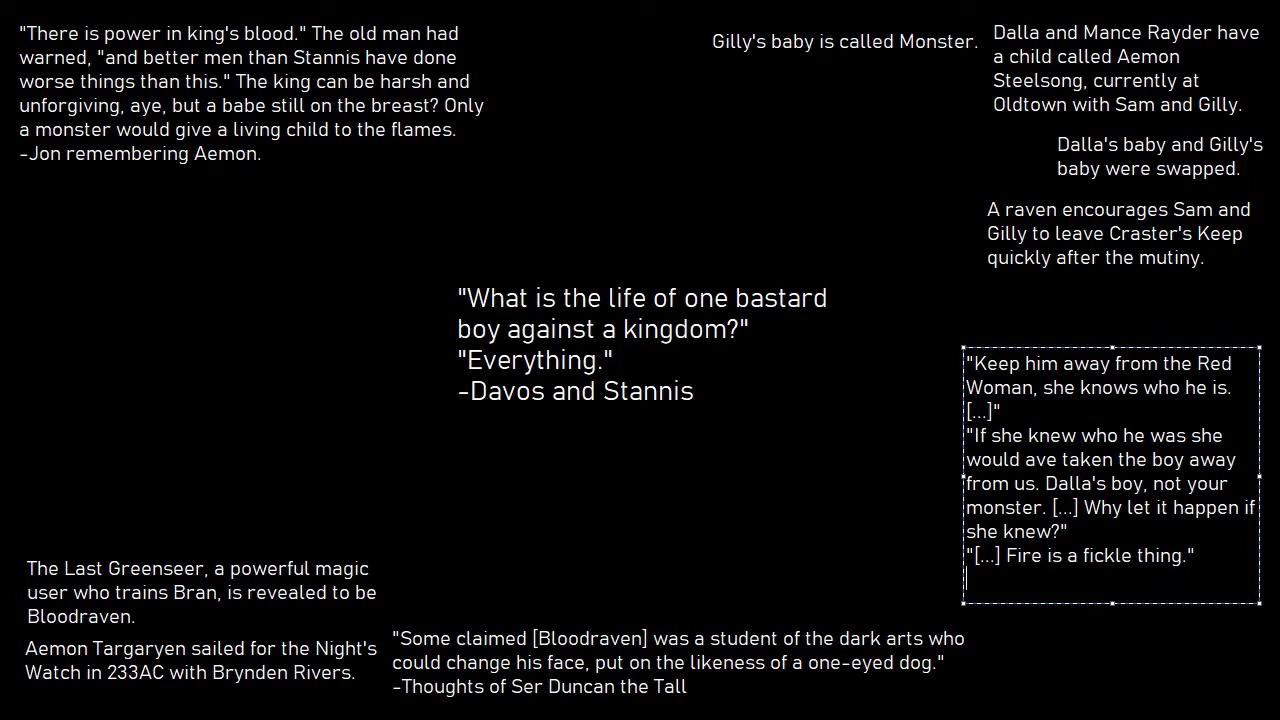 "There is power in king's blood." The old man had
warned, "and better men than Stannis have done
worse things than this." The king can be harsh and
unforgiving, aye, but a babe still on the breast? Only
a monster would give a living child to the flames.
-Jon remembering Aemon.
Gilly's baby is called Monster.
Dalla and Mance Rayder have
a child called Aemon
Steelsong, currently at
Oldtown with Sam and Gilly.
Dalla's baby and Gilly's
baby were swapped.
A raven encourages Sam and
Gilly to leave Craster's Keep
quickly after the mutiny.
"What is the life of one bastard
boy against a kingdom?"
"Everything."
-Davos and Stannis
"Keep him away from the Red
Woman, she knows who he is.
[...]"
"If she knew who he was she
would ave taken the boy away
from us. Dalla's boy, not your
monster. [...] Why let it happen if
she knew?"
"[...] Fire is a fickle thing."
The Last Greenseer, a powerful magic
user who trains Bran, is revealed to be
Bloodraven.
Aemon Targaryen sailed for the Night's
Watch in 233AC with Brynden Rivers.
"Some claimed [Bloodraven] was a student of the dark arts who
could change his face, put on the likeness of a one-eyed dog."
-Thoughts of Ser Duncan the Tall